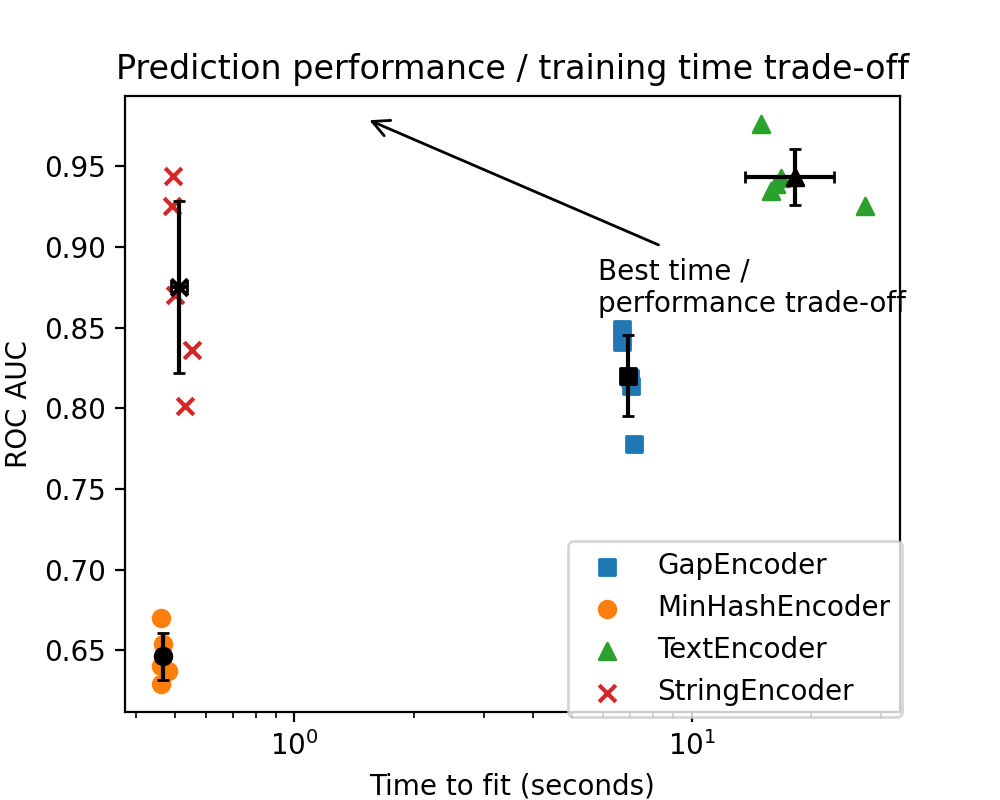 Prediction performance / training time trade-off
0.95
0.90
0.85
0.80
0.75
0.70
0.65
ROC AUC
Best time /
performance trade-off
GapEncoder
MinHashEncoder
TextEncoder
StringEncoder
10⁰
10¹
Time to fit (seconds)